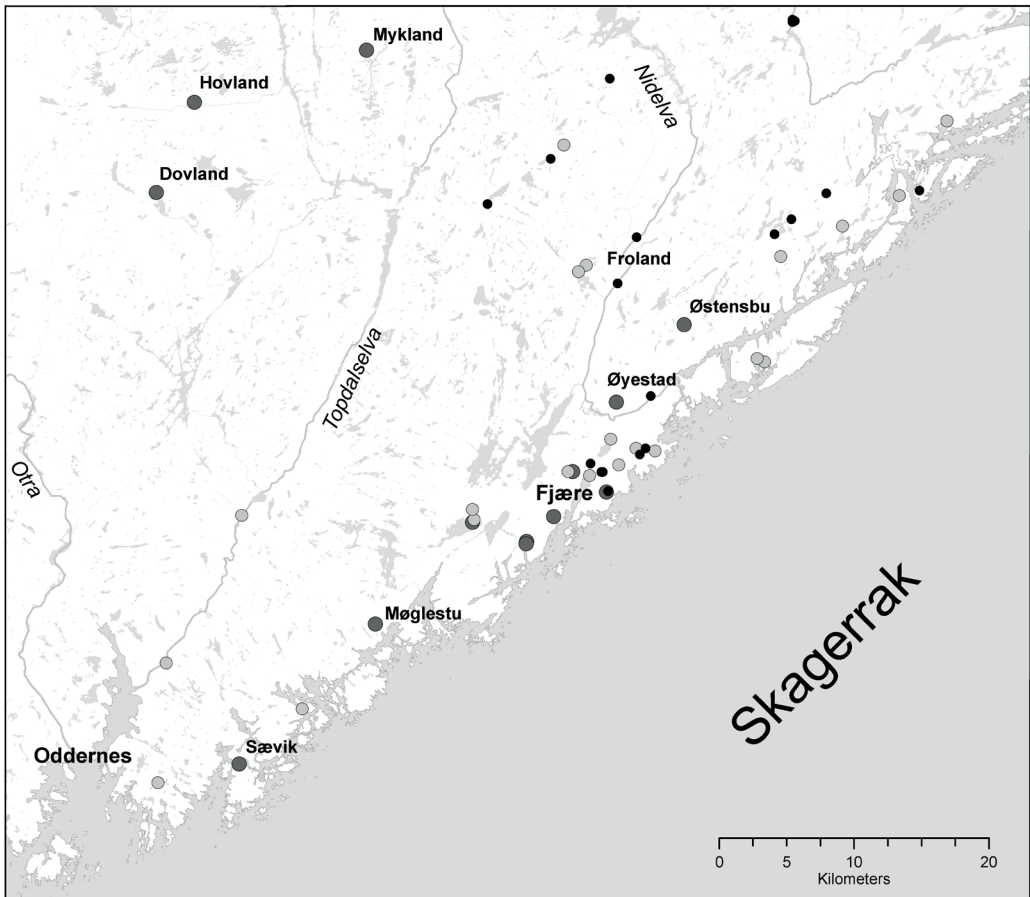 Mykland
Hovland
Nidelva
Dovland
Froland
Østensbu
Topdalselva
Øyestad
Otra
Fjære
Møglestu
Skagerrak
Sævik
Oddernes
0 5 10 20
Kilometers